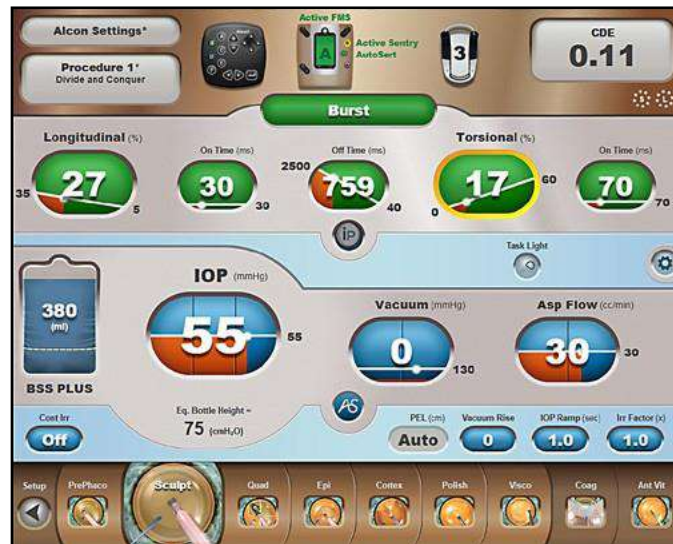 Alcon Settings*
Procedure 1*
Divide and Conquer
Active FMS
A
Active Sentry
AutoSert
3
CDE
0.11
Burst
Longitudinal (%)
35
27
5
On Time (ms)
30
30
Off Time (ms)
2500
759
40
Torsional (%)
0
17
60
On Time (ms)
70
70
iP
Task Light
380
(ml)
BSS PLUS
IOP (mmHg)
55
55
Vacuum (mmHg)
0
130
Asp Flow (cc/min)
30
30
AS
Eq. Bottle Height =
75 (cmH₂O)
Cont Irr
Off
PEL (cm)
Auto
Vacuum Rise
0
IOP Ramp (sec)
1.0
Irr Factor (x)
1.0
Setup
PrePhaco
Sculpt
Quad
Epi
Cortex
Polish
Visco
Coag
Ant Vit